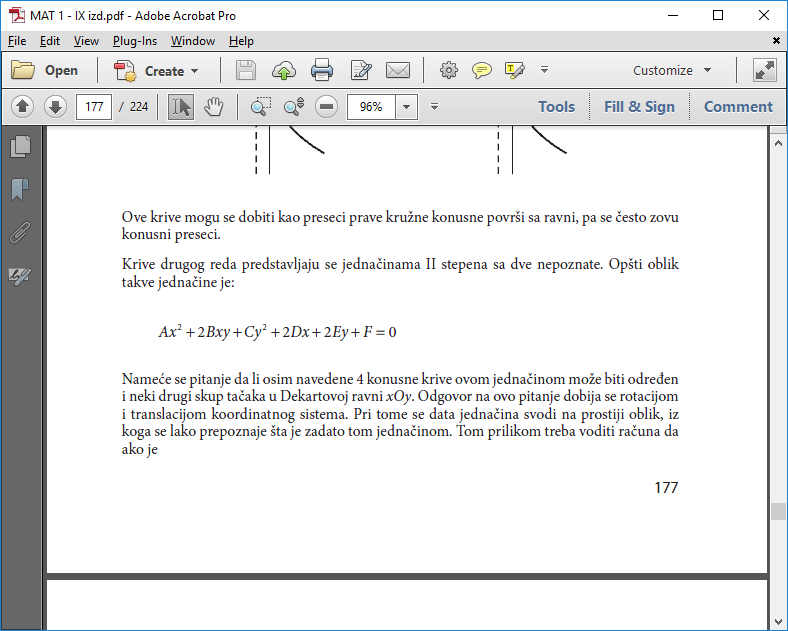 MAT 1 - IX izd.pdf - Adobe Acrobat Pro
File Edit View Plug-Ins Window Help
Open Create Customize
177 / 224 96% Tools Fill & Sign Comment
Ove krive mogu se dobiti kao preseci prave kružne konusne površi sa ravni, pa se često zovu
konusni preseci.
Krive drugog reda predstavljaju se jednačinama II stepena sa dve nepoznate. Opšti oblik
takve jednačine je:
Ax² + 2Bxy + Cy² + 2Dx + 2Ey + F = 0
Nameće se pitanje da li osim navedene 4 konusne krive ovom jednačinom može biti određen
i neki drugi skup tačaka u Dekartovoj ravni xOy. Odgovor na ovo pitanje dobija se rotacijom
i translacijom koordinatnog sistema. Pri tome se data jednačina svodi na prostiji oblik, iz
koga se lako prepoznaje šta je zadato tom jednačinom. Tom prilikom treba voditi računa da
ako je
177